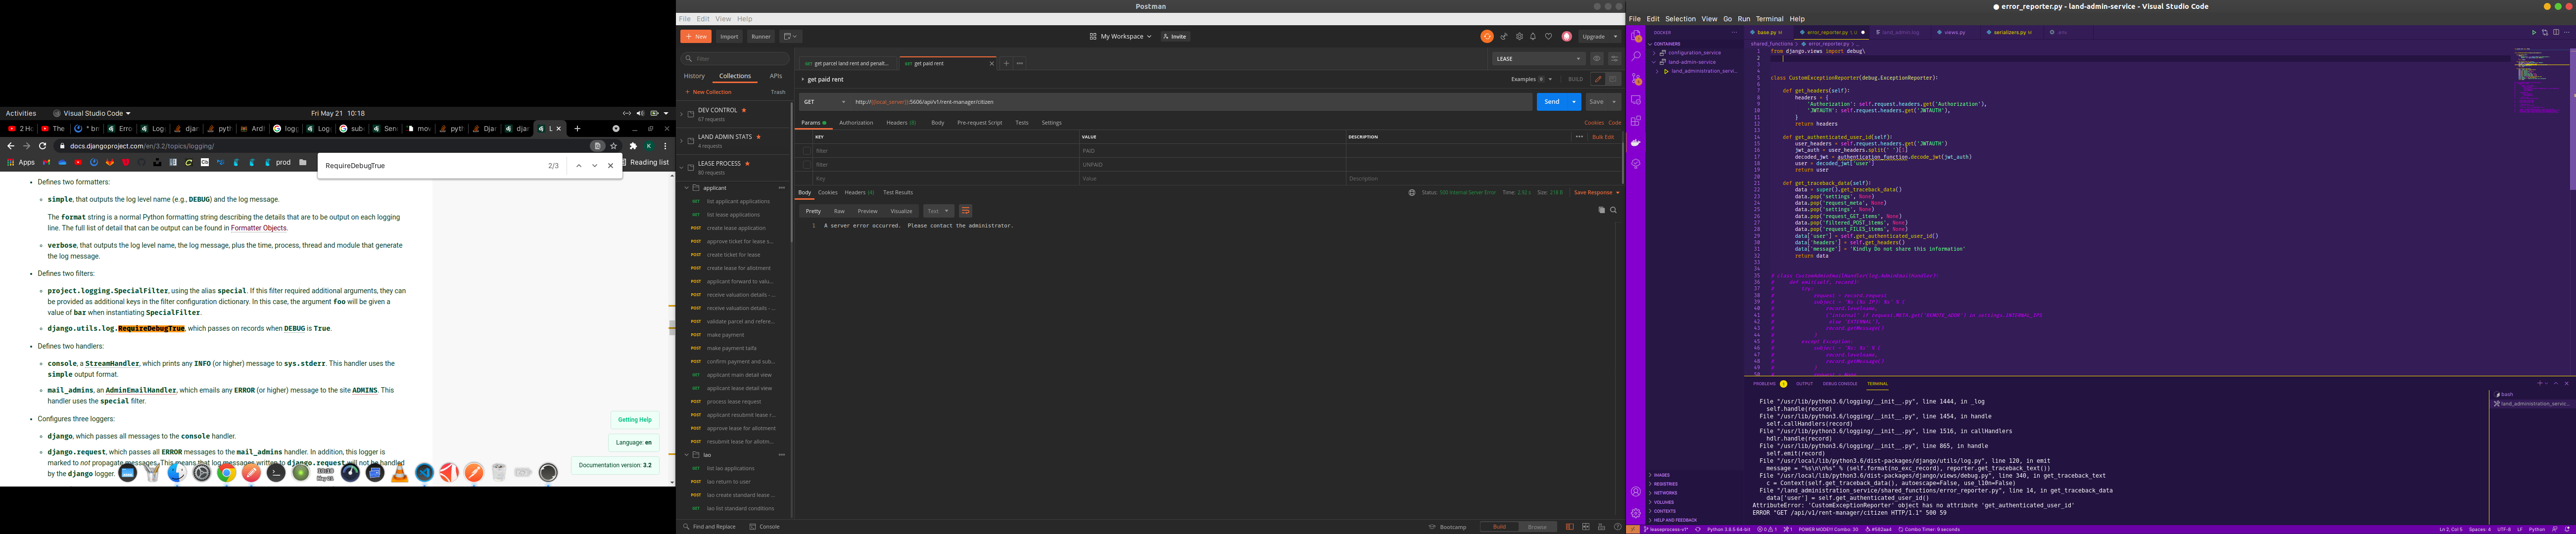 Activities
Visual Studio Code
Fri May 21 10:18
docs.djangoproject.com/en/3.2/topics/logging/
Apps
prod
Reading list
RequireDebugTrue
2/3
Defines two formatters:
simple, that outputs the log level name (e.g., DEBUG) and the log message.
The format string is a normal Python formatting string describing the details that are to be output on each logging
line. The full list of detail that can be output can be found in Formatter Objects.
verbose, that outputs the log level name, the log message, plus the time, process, thread and module that generate
the log message.
Defines two filters:
project.logging.SpecialFilter, using the alias special. If this filter required additional arguments, they can
be provided as additional keys in the filter configuration dictionary. In this case, the argument foo will be given a
value of bar when instantiating SpecialFilter.
django.utils.log.RequireDebugTrue, which passes on records when DEBUG is True.
Defines two handlers:
console, a StreamHandler, which prints any INFO (or higher) message to sys.stderr. This handler uses the
simple output format.
mail_admins, an AdminEmailHandler, which emails any ERROR (or higher) message to the site ADMINS. This
handler uses the special filter.
Configures three loggers:
django, which passes all messages to the console handler.
django.request, which passes all ERROR messages to the mail_admins handler. In addition, this logger is
marked to not propagate messages. This means that log messages written to django.request will not be handled
by the django logger.
Getting Help
Language: en
Documentation version: 3.2
Postman
File Edit View Help
New
Import
Runner
My Workspace
Invite
Upgrade
Filter
History
Collections
APIs
New Collection
Trash
DEV CONTROL
67 requests
LAND ADMIN STATS
4 requests
LEASE PROCESS
80 requests
applicant
GET list applicant applications
GET list lease applications
POST create lease application
POST approve ticket for lease s...
POST create ticket for lease
POST create lease for allotment
POST applicant forward to valu...
POST receive valuation details - ...
POST receive valuation details - ...
POST validate parcel and refere...
POST make payment
POST make payment taifa
POST confirm payment and sub...
GET applicant main detail view
GET applicant lease detail view
POST process lease request
POST applicant resubmit lease r...
POST approve lease for allotment
POST resubmit lease for allotm...
lao
GET list lao applications
POST lao return to user
POST lao create standard lease ...
POST lao list standard conditions
GET get parcel land rent and penalt...
GET get paid rent
LEASE
get paid rent
Examples 0
BUILD
GET
http://{{local_server}}:5606/api/v1/rent-manager/citizen
Send
Save
Params
Authorization
Headers
Body
Pre-request Script
Tests
Settings
Cookies Code
KEY
VALUE
DESCRIPTION
Bulk Edit
filter
PAID
filter
UNPAID
Key
Value
Description
Body
Cookies
Headers (4)
Test Results
Status: 500 Internal Server Error
Save Response
Pretty
Raw
Preview
Visualize
Text
1 A server error occurred. Please contact the administrator.
Find and Replace
Console
Bootcamp
Build
Browse
error_reporter.py - land-admin-service - Visual Studio Code
File Edit Selection View Go Run Terminal Help
DOCKER
CONTAINERS
configuration_service
land-admin-service
land_administration_serv...
IMAGES
REGISTRIES
NETWORKS
VOLUMES
CONTEXTS
HELP AND FEEDBACK
base.py M
error_reporter.py
land_admin.log
views.py
serializers.py M
.env
shared_functions > error_reporter.py
from django.views import debug\
class CustomExceptionReporter(debug.ExceptionReporter):
def get_headers(self):
headers = {
'Authorization': self.request.headers.get('Authorization'),
'JWTAUTH': self.request.headers.get('JWTAUTH'),
}
return headers
def get_authenticated_user_id(self):
user_headers = self.request.headers.get('JWTAUTH')
jwt_auth = user_headers.split(' ')[1]
decoded_jwt = authentication_function.decode_jwt(jwt_auth)
user = decoded_jwt['user']
return user
def get_traceback_data(self):
data = super().get_traceback_data()
data.pop('settings', None)
data.pop('request_meta', None)
data.pop('settings', None)
data.pop('request_GET_items', None)
data.pop('filtered_POST_items', None)
data.pop('request_FILES_items', None)
data['user'] = self.get_authenticated_user_id()
data['headers'] = self.get_headers()
data['message'] = 'Kindly Do not share this information'
return data
PROBLEMS
OUTPUT
DEBUG CONSOLE
TERMINAL
File "/usr/lib/python3.6/logging/__init__.py", line 1444, in _log
self.handle(record)
File "/usr/lib/python3.6/logging/__init__.py", line 1454, in handle
self.callHandlers(record)
File "/usr/lib/python3.6/logging/__init__.py", line 1516, in callHandlers
hdlr.handle(record)
File "/usr/lib/python3.6/logging/__init__.py", line 865, in handle
self.emit(record)
File "/usr/local/lib/python3.6/dist-packages/django/utils/log.py", line 120, in emit
message = "%s\n\n%s" % (self.format(no_exc_record), reporter.get_traceback_text())
File "/usr/local/lib/python3.6/dist-packages/django/views/debug.py", line 340, in get_traceback_text
c = Context(self.get_traceback_data(), autoescape=False, use_l10n=False)
File "/land_administration_service/shared_functions/error_reporter.py", line 14, in get_traceback_data
data['user'] = self.get_authenticated_user_id()
AttributeError: 'CustomExceptionReporter' object has no attribute 'get_authenticated_user_id'
ERROR "GET /api/v1/rent-manager/citizen HTTP/1.1" 500 59
bash
land_administration_servic...
Ln 2, Col 5
Spaces: 4
UTF-8
LF
Python